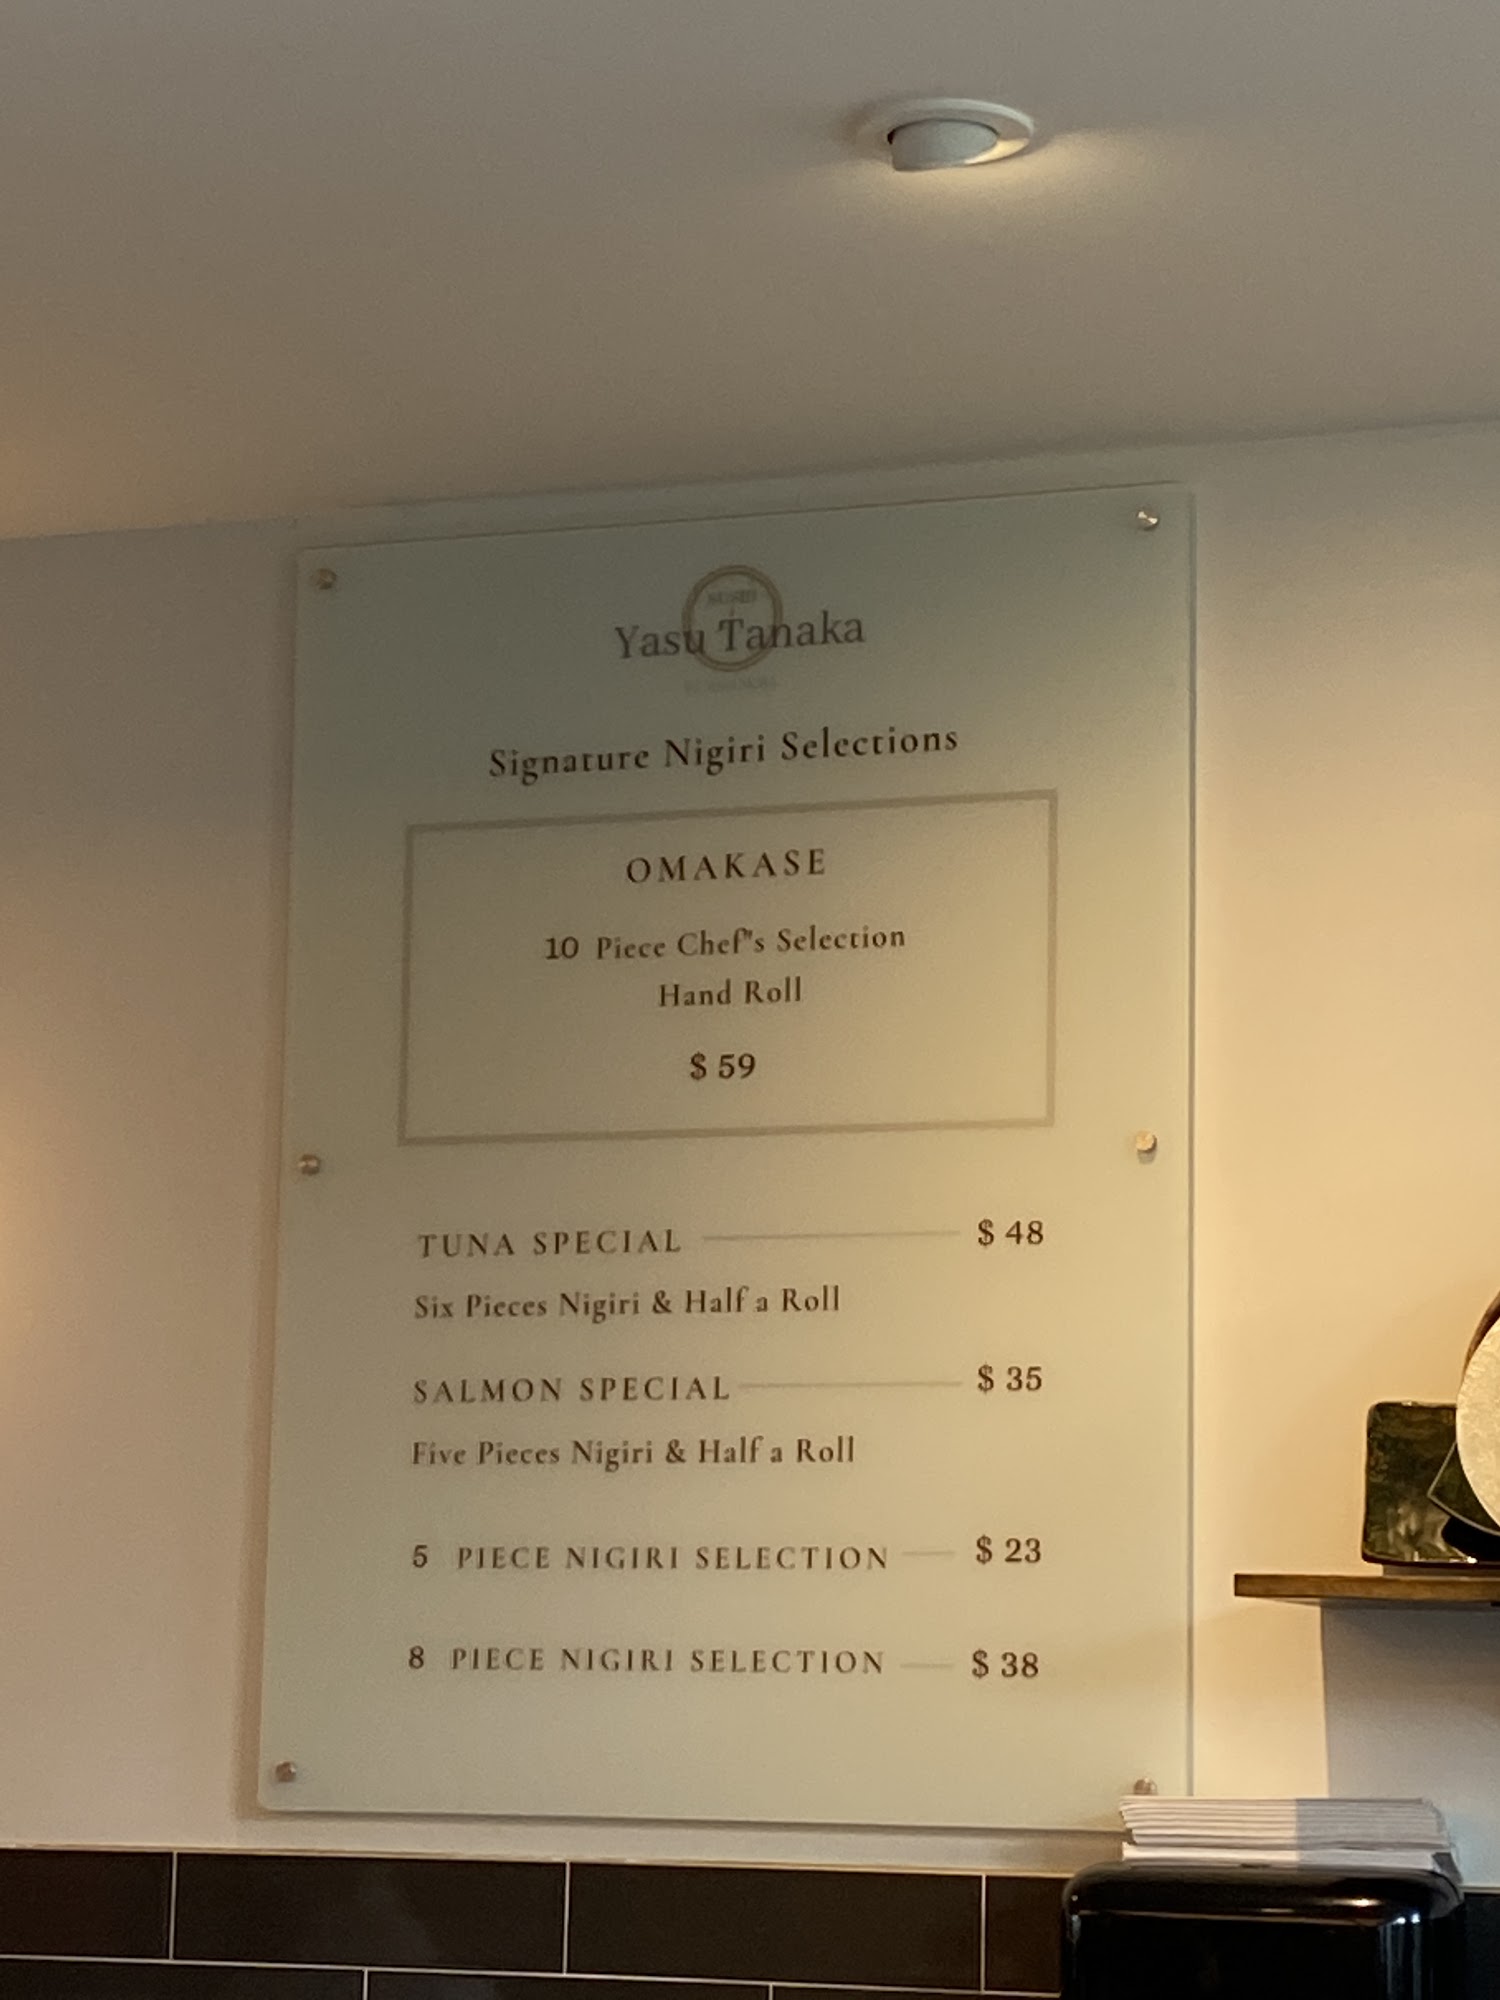 SUSHI
Yasu Tanaka
Signature Nigiri Selections
OMAKASE
10 Piece Chef"s Selection
Hand Roll
$ 59
TUNA SPECIAL $ 48
Six Pieces Nigiri & Half a Roll
SALMON SPECIAL $ 35
Five Pieces Nigiri & Half a Roll
5 PIECE NIGIRI SELECTION $ 23
8 PIECE NIGIRI SELECTION $ 38